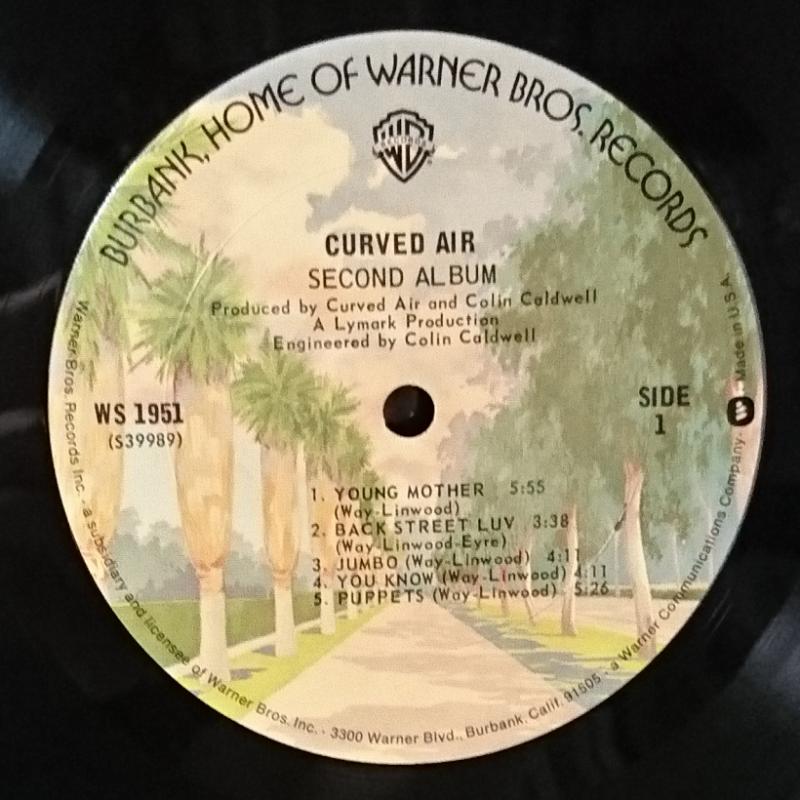 BURBANK, HOME OF WARNER BROS. RECORDS
W RECORDS
CURVED AIR
SECOND ALBUM
Produced by Curved Air and Colin Caldwell
A Lymark Production
Engineered by Colin Caldwell
WS 1951
(S39989)
SIDE
1
1. YOUNG MOTHER 5:55
(Way-Linwood)
2. BACK STREET LUV 3:38
(Way-Linwood-Eyre)
3. JUMBO (Way-Linwood) 4:11
4. YOU KNOW (Way-Linwood) 4:11
5. PUPPETS (Way-Linwood) 5:26
Warner Bros. Records Inc. · a subsidiary and licensee of Warner Bros. Inc. · 3300 Warner Blvd., Burbank, Calif. 91505 · a Warner Communications Company · Made in U.S.A.